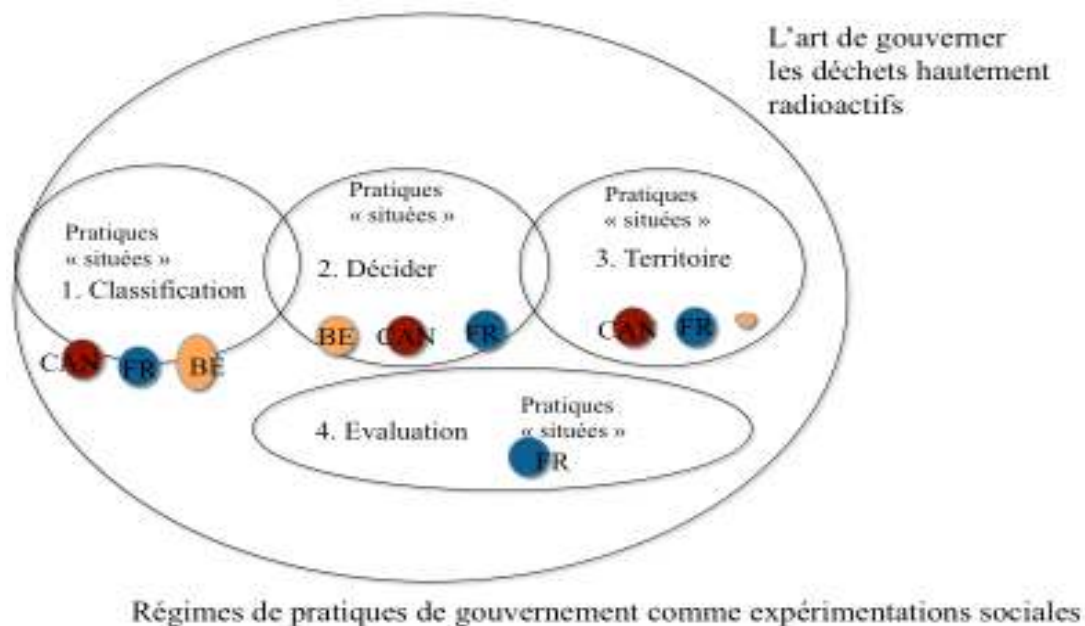 L'art de gouverner
les déchets hautement
radioactifs
Pratiques
« situées »
1. Classification
CAN
FR
BE
Pratiques
« situées »
2. Décider
BE
CAN
FR
Pratiques
« situées »
3. Territoire
CAN
FR
4. Evaluation
Pratiques
« situées »
FR
Régimes de pratiques de gouvernement comme expérimentations sociales